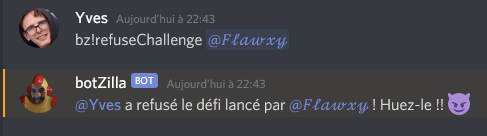 Yves Aujourd'hui à 22:43
bz!refuseChallenge @𝓕𝓵𝓪𝔀𝔁𝔂
botZilla BOT Aujourd'hui à 22:43
@Yves a refusé le défi lancé par @𝓕𝓵𝓪𝔀𝔁𝔂 ! Huez-le !! 😈